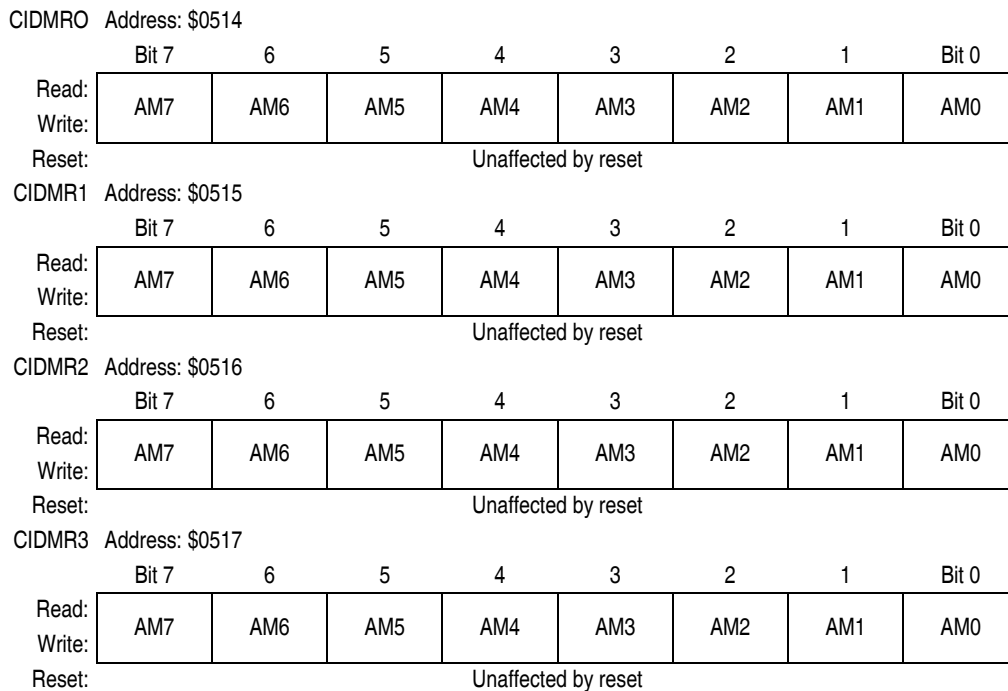 CIDMRO Address: $0514
Bit 7 6 5 4 3 2 1 Bit 0
Read:
AM7 AM6 AM5 AM4 AM3 AM2 AM1 AM0
Write:
Reset: Unaffected by reset
CIDMR1 Address: $0515
Bit 7 6 5 4 3 2 1 Bit 0
Read:
AM7 AM6 AM5 AM4 AM3 AM2 AM1 AM0
Write:
Reset: Unaffected by reset
CIDMR2 Address: $0516
Bit 7 6 5 4 3 2 1 Bit 0
Read:
AM7 AM6 AM5 AM4 AM3 AM2 AM1 AM0
Write:
Reset: Unaffected by reset
CIDMR3 Address: $0517
Bit 7 6 5 4 3 2 1 Bit 0
Read:
AM7 AM6 AM5 AM4 AM3 AM2 AM1 AM0
Write:
Reset: Unaffected by reset